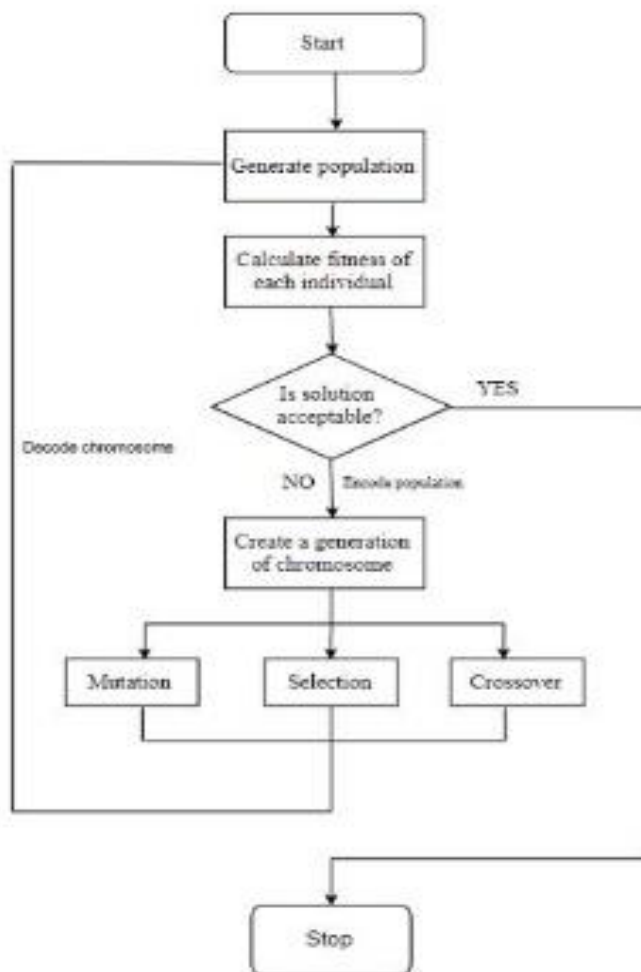 Start
Generate population
Calculate fitness of
each individual
Is solution
acceptable?
YES
Decode chromosome
NO
Encode population
Create a generation
of chromosome
Mutation
Selection
Crossover
Stop